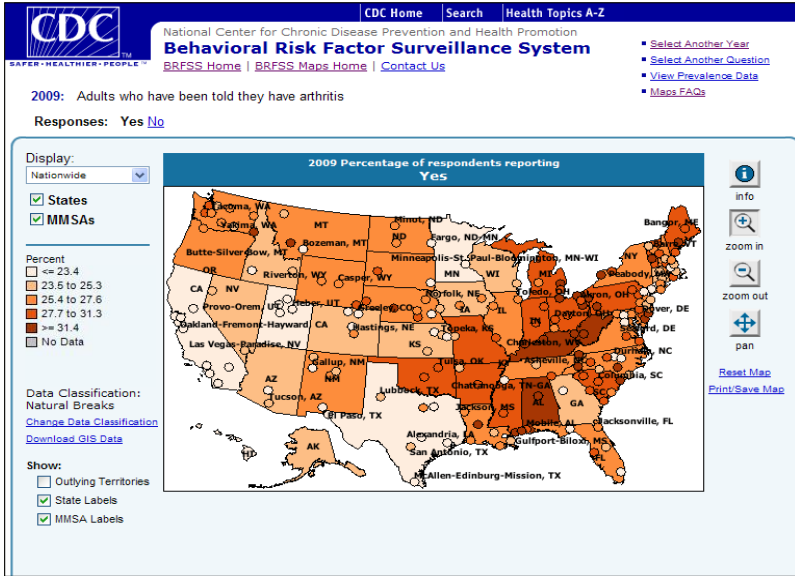 CDC Home Search Health Topics A-Z
CDC
TM
SAFER • HEALTHIER • PEOPLE™
National Center for Chronic Disease Prevention and Health Promotion
Behavioral Risk Factor Surveillance System
BRFSS Home | BRFSS Maps Home | Contact Us
Select Another Year
Select Another Question
View Prevalence Data
Maps FAQs
2009: Adults who have been told they have arthritis
Responses: Yes No
Display:
Nationwide
States
MMSAs
Percent
<= 23.4
23.5 to 25.3
25.4 to 27.6
27.7 to 31.3
>= 31.4
No Data
Data Classification:
Natural Breaks
Change Data Classification
Download GIS Data
Show:
Outlying Territories
State Labels
MMSA Labels
2009 Percentage of respondents reporting
Yes
Tacoma, WA
Yakima, WA
MT
Minot, ND
ND
Fargo, ND-MN
Bangor, ME
Bozeman, MT
Butte-Silver Bow, MT
Minneapolis-St. Paul-Bloomington, MN-WI
NY
Barre, VT
OR
Riverton, WY
Casper, WY
MN
WI
MI
Peabody, MA
CA
NV
Provo-Orem, UT
Heber, UT
Greeley, CO
Norfolk, NE
IA
IL
Toledo, OH
Akron, OH
Dover, DE
Oakland-Fremont-Hayward, CA
Hastings, NE
Topeka, KS
IN
Dayton, OH
Seaford, DE
Las Vegas-Paradise, NV
KS
Charleston, WV
Durham, NC
AZ
Gallup, NM
NM
Tulsa, OK
KY
Asheville, NC
Tucson, AZ
Lubbock, TX
Chattanooga, TN-GA
Columbia, SC
El Paso, TX
Jackson, MS
AL
GA
Alexandria, LA
Mobile, AL
Jacksonville, FL
AK
HI
San Antonio, TX
Gulfport-Biloxi, MS
FL
McAllen-Edinburg-Mission, TX
info
zoom in
zoom out
pan
Reset Map
Print/Save Map